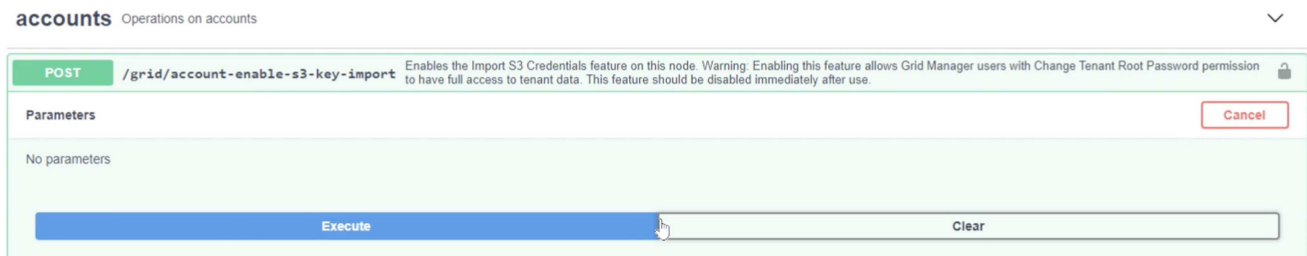 accounts Operations on accounts
POST /grid/account-enable-s3-key-import Enables the Import S3 Credentials feature on this node. Warning: Enabling this feature allows Grid Manager users with Change Tenant Root Password permission
to have full access to tenant data. This feature should be disabled immediately after use.
Parameters Cancel
No parameters
Execute Clear